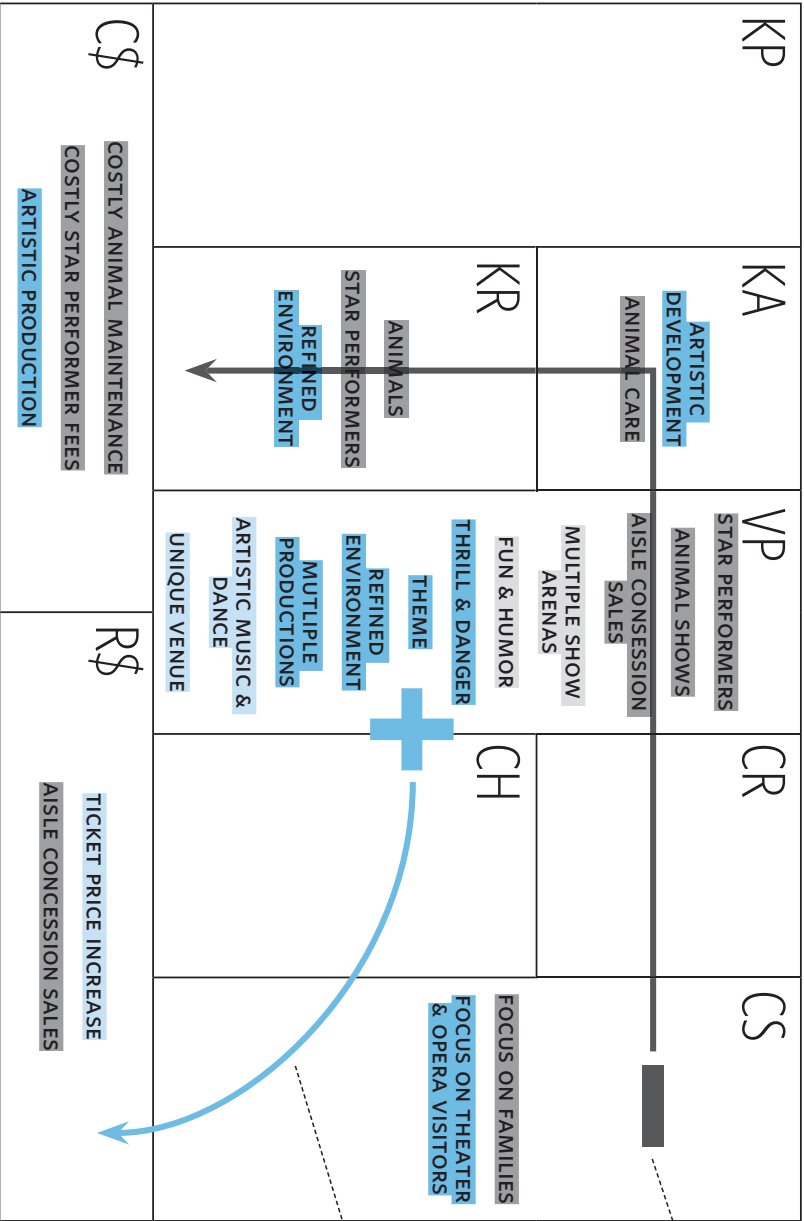 KP
KA
ARTISTIC
DEVELOPMENT
ANIMAL CARE
KR
ANIMALS
STAR PERFORMERS
REFINED
ENVIRONMENT
VP
STAR PERFORMERS
ANIMAL SHOWS
AISLE CONSESSION
SALES
MULTIPLE SHOW
ARENAS
FUN & HUMOR
THRILL & DANGER
THEME
REFINED
ENVIRONMENT
MUTLIPLE
PRODUCTIONS
ARTISTIC MUSIC &
DANCE
UNIQUE VENUE
CR
CH
CS
FOCUS ON FAMILIES
FOCUS ON THEATER
& OPERA VISITORS
C$
COSTLY ANIMAL MAINTENANCE
COSTLY STAR PERFORMER FEES
ARTISTIC PRODUCTION
R$
TICKET PRICE INCREASE
AISLE CONCESSION SALES